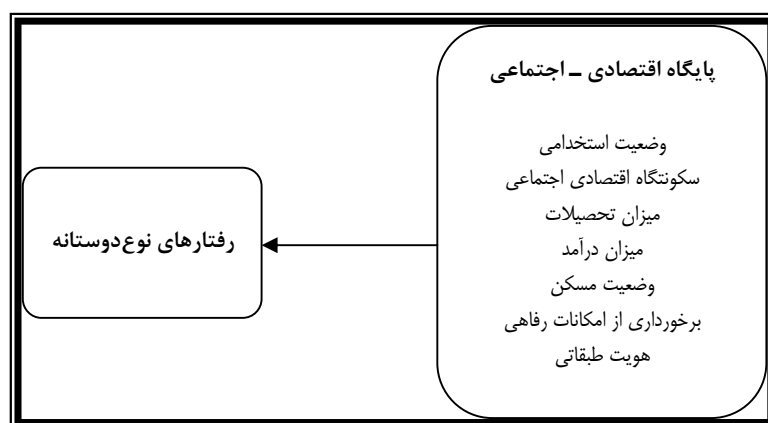 پایگاه اقتصادی ـ اجتماعی
وضعیت استخدامی
سکونتگاه اقتصادی اجتماعی
میزان تحصیلات
میزان درآمد
وضعیت مسکن
برخورداری از امکانات رفاهی
هویت طبقاتی
رفتارهای نوع‌دوستانه